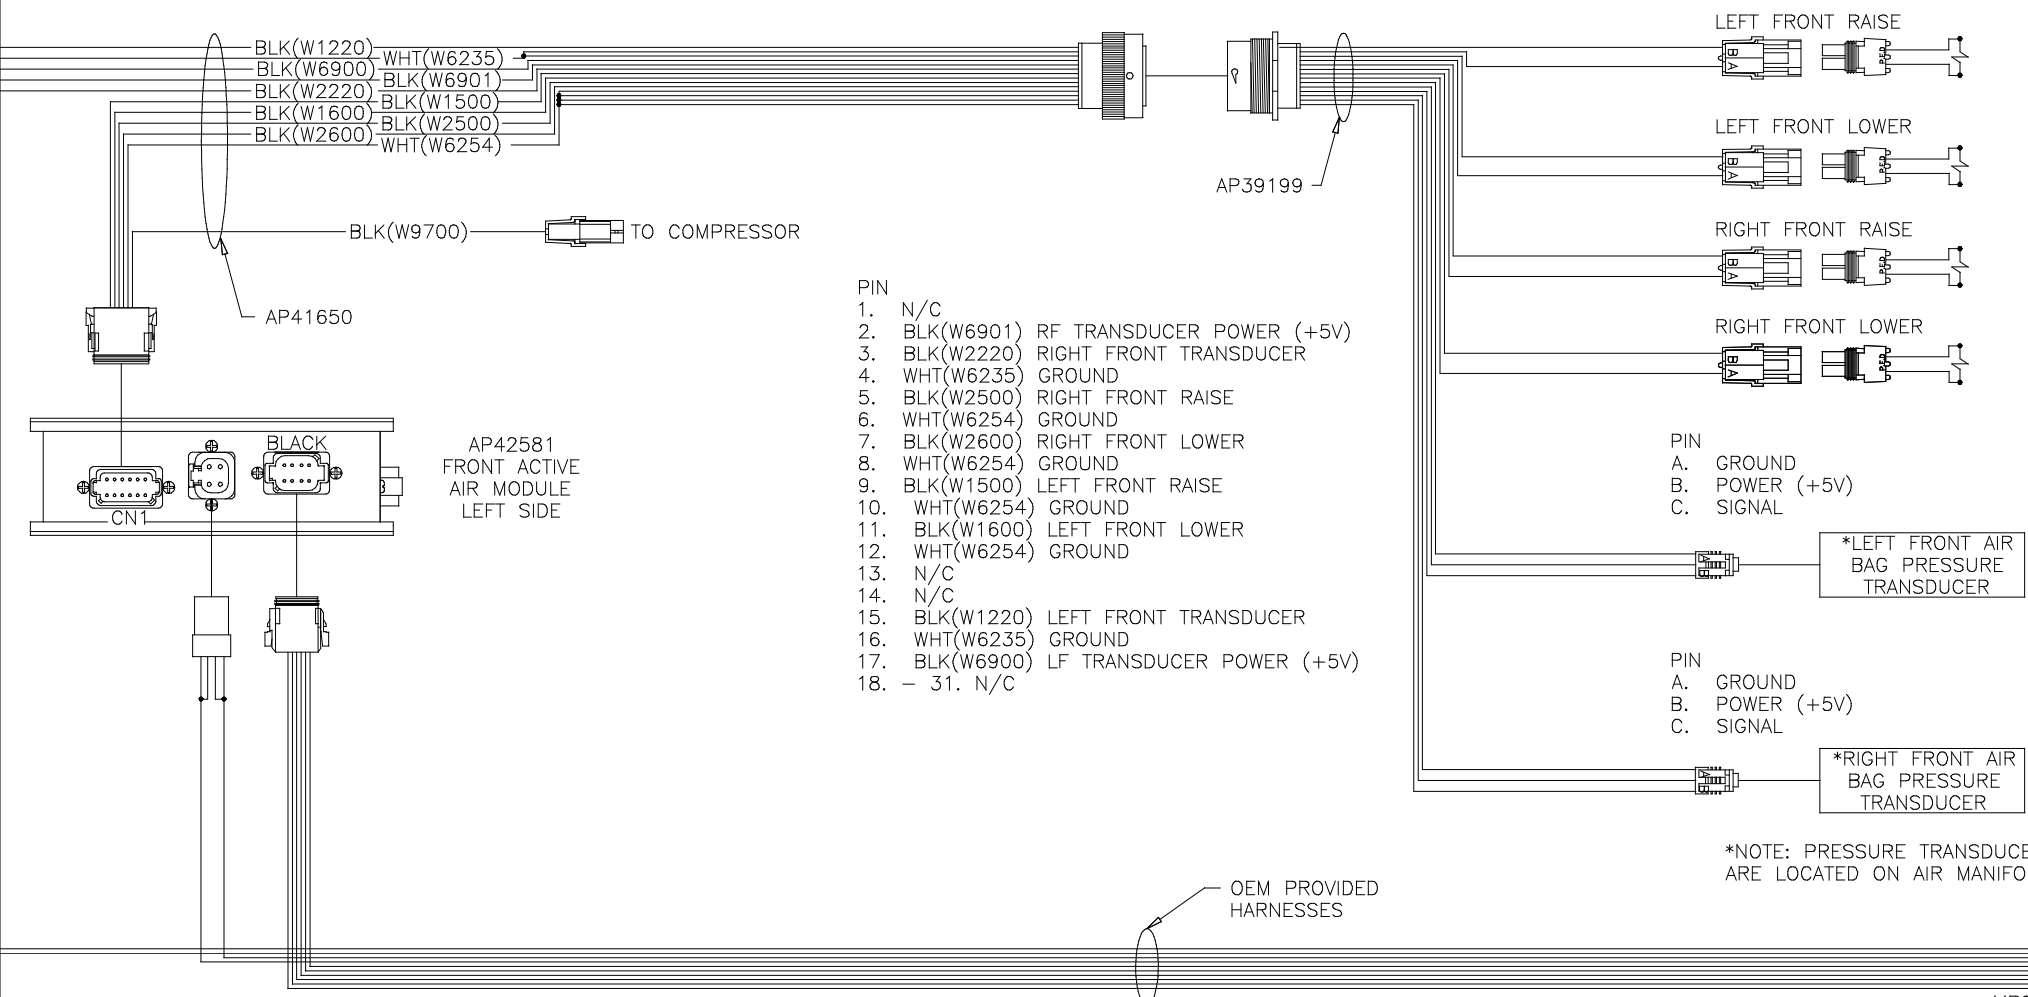 LEFT FRONT RAISE
BLK(W1220)
WHT(W6235)
BLK(W6900)
BLK(W6901)
BLK(W2220)
BLK(W1500)
BLK(W1600)
BLK(W2500)
BLK(W2600)
WHT(W6254)
B
A
P.E.D
LEFT FRONT LOWER
B
A
P.E.D
AP39199
RIGHT FRONT RAISE
BLK(W9700)
TO COMPRESSOR
B
A
P.E.D
AP41650
RIGHT FRONT LOWER
B
A
P.E.D
PIN
1. N/C
2. BLK(W6901) RF TRANSDUCER POWER (+5V)
3. BLK(W2220) RIGHT FRONT TRANSDUCER
4. WHT(W6235) GROUND
5. BLK(W2500) RIGHT FRONT RAISE
6. WHT(W6254) GROUND
7. BLK(W2600) RIGHT FRONT LOWER
8. WHT(W6254) GROUND
9. BLK(W1500) LEFT FRONT RAISE
10. WHT(W6254) GROUND
11. BLK(W1600) LEFT FRONT LOWER
12. WHT(W6254) GROUND
13. N/C
14. N/C
15. BLK(W1220) LEFT FRONT TRANSDUCER
16. WHT(W6235) GROUND
17. BLK(W6900) LF TRANSDUCER POWER (+5V)
18. – 31. N/C
BLACK
CN1
AP42581
FRONT ACTIVE
AIR MODULE
LEFT SIDE
PIN
A. GROUND
B. POWER (+5V)
C. SIGNAL
*LEFT FRONT AIR
BAG PRESSURE
TRANSDUCER
PIN
A. GROUND
B. POWER (+5V)
C. SIGNAL
*RIGHT FRONT AIR
BAG PRESSURE
TRANSDUCER
*NOTE: PRESSURE TRANSDUCE
ARE LOCATED ON AIR MANIFO
OEM PROVIDED
HARNESSES